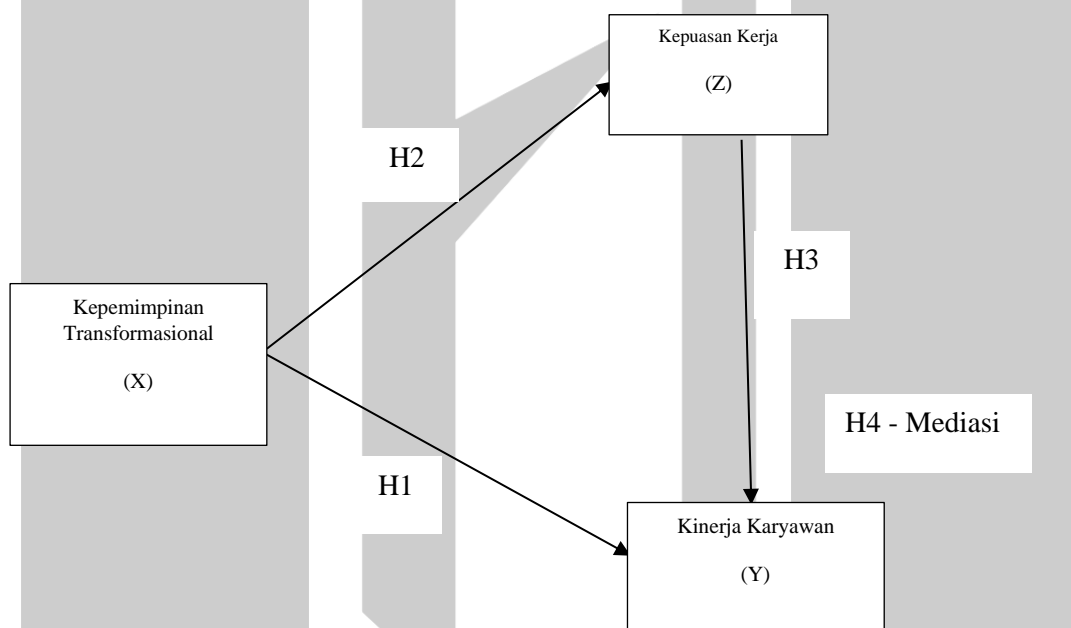 Kepuasan Kerja
(Z)
H2
H3
Kepemimpinan
Transformasional
(X)
H4 - Mediasi
H1
Kinerja Karyawan
(Y)